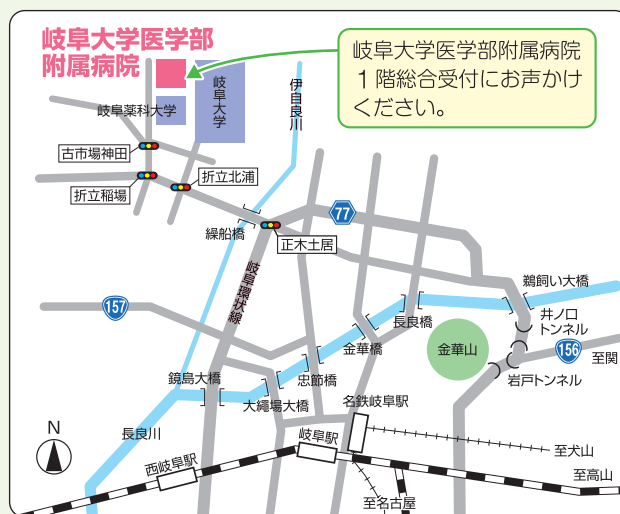 岐阜大学医学部
附属病院
岐阜大学医学部附属病院
１階総合受付にお声かけ
ください。
岐阜薬科大学
岐阜大学
伊自良川
古市場神田
折立稲場
折立北浦
繰船橋
77
正木土居
岐阜環状線
157
鵜飼い大橋
井ノ口
トンネル
長良橋
金華橋
金華山
156
至関
岩戸トンネル
忠節橋
鏡島大橋
大縄場大橋
名鉄岐阜駅
長良川
N
岐阜駅
西岐阜駅
至犬山
至高山
至名古屋